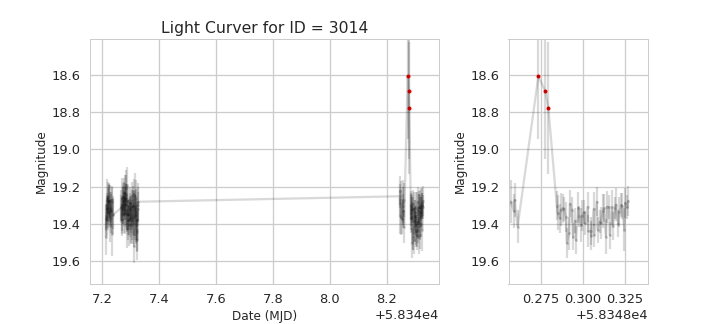 Light Curver for ID = 3014
Magnitude
18.6
18.8
19.0
19.2
19.4
19.6
7.2 7.4 7.6 7.8 8.0 8.2
Date (MJD)
+5.834e4
Magnitude
18.6
18.8
19.0
19.2
19.4
19.6
0.275 0.300 0.325
+5.8348e4